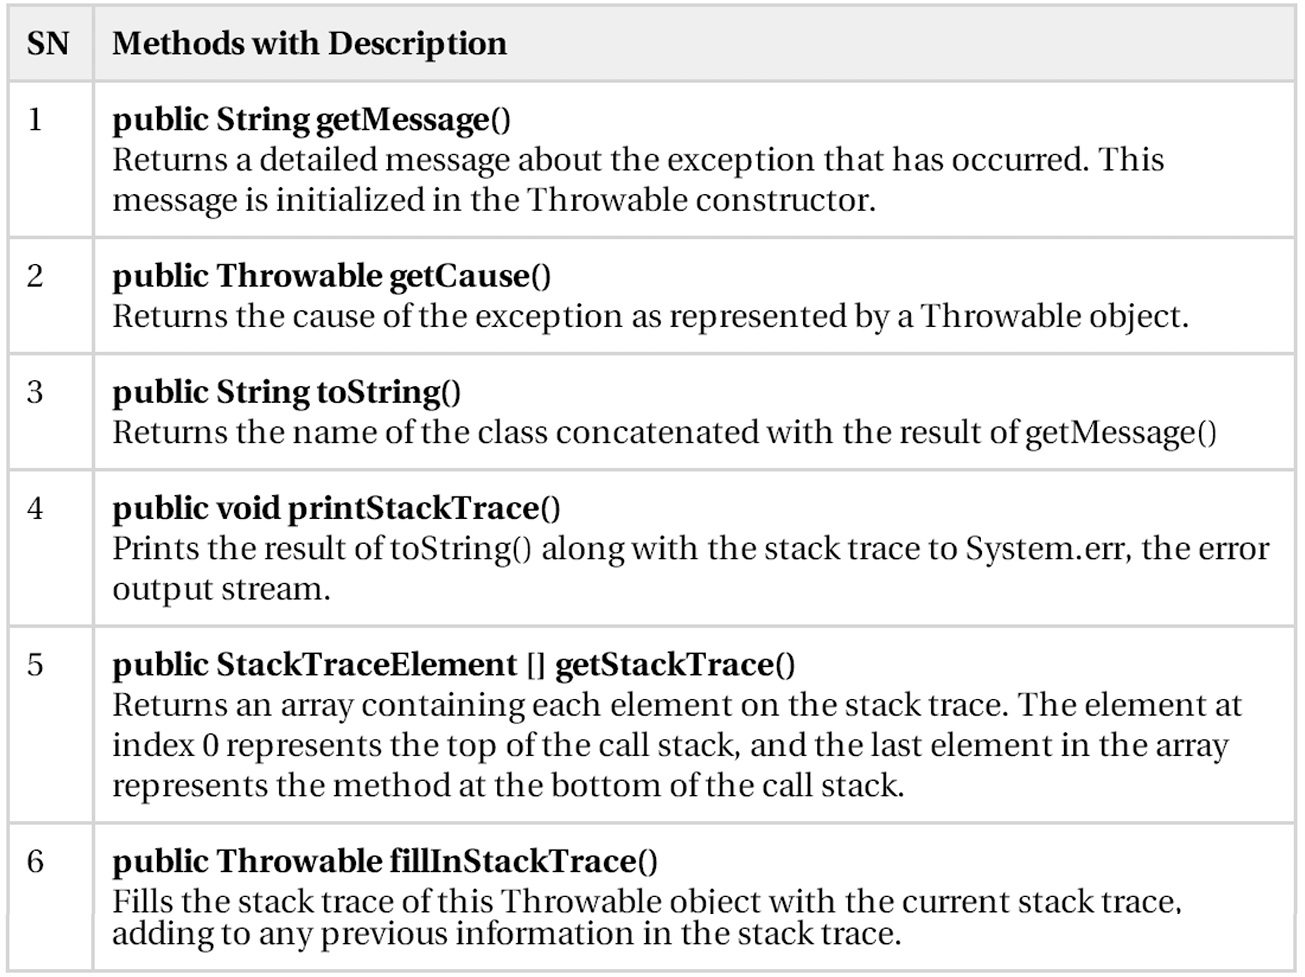 SN Methods with Description
1 public String getMessage()
Returns a detailed message about the exception that has occurred. This
message is initialized in the Throwable constructor.
2 public Throwable getCause()
Returns the cause of the exception as represented by a Throwable object.
3 public String toString()
Returns the name of the class concatenated with the result of getMessage()
4 public void printStackTrace()
Prints the result of toString() along with the stack trace to System.err, the error
output stream.
5 public StackTraceElement [] getStackTrace()
Returns an array containing each element on the stack trace. The element at
index 0 represents the top of the call stack, and the last element in the array
represents the method at the bottom of the call stack.
6 public Throwable fillInStackTrace()
Fills the stack trace of this Throwable object with the current stack trace,
adding to any previous information in the stack trace.